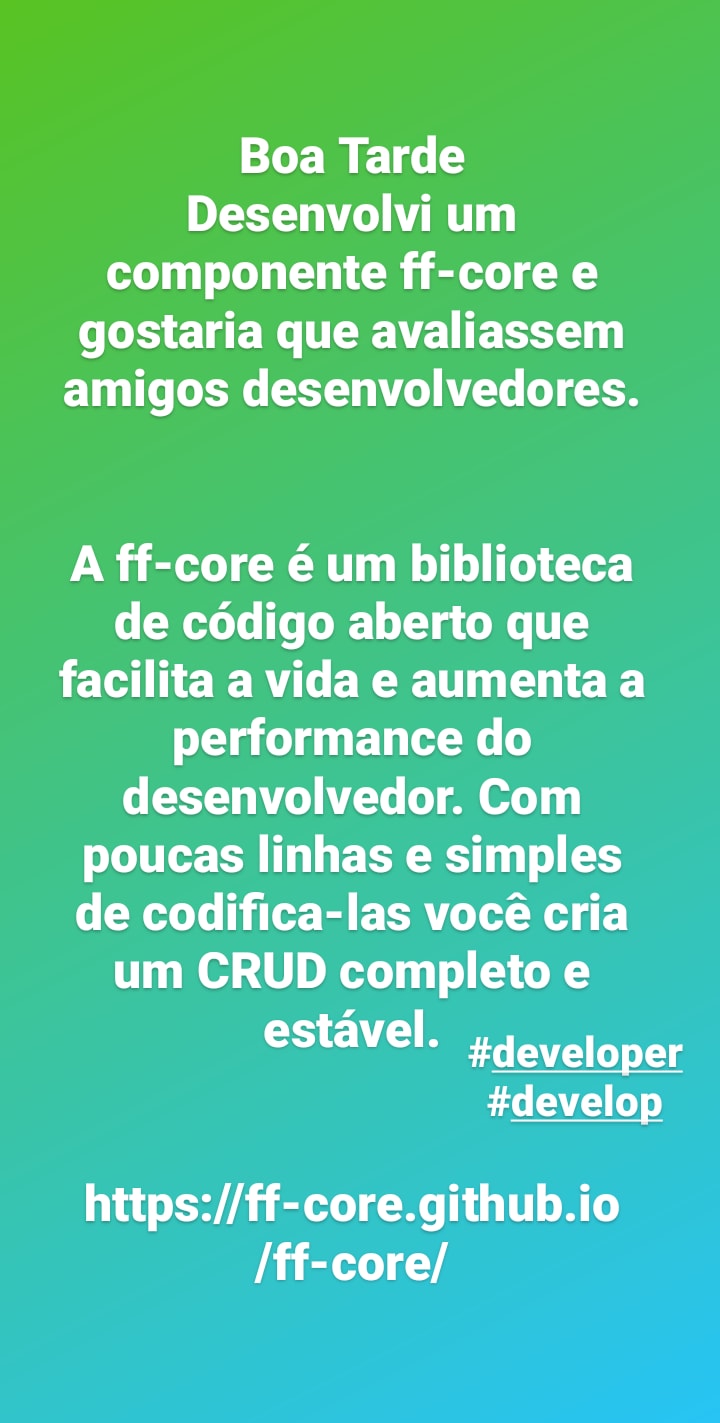 Boa Tarde
Desenvolvi um
componente ff-core e
gostaria que avaliassem
amigos desenvolvedores.
A ff-core é um biblioteca
de código aberto que
facilita a vida e aumenta a
performance do
desenvolvedor. Com
poucas linhas e simples
de codifica-las você cria
um CRUD completo e
estável.
#developer
#develop
https://ff-core.github.io
/ff-core/